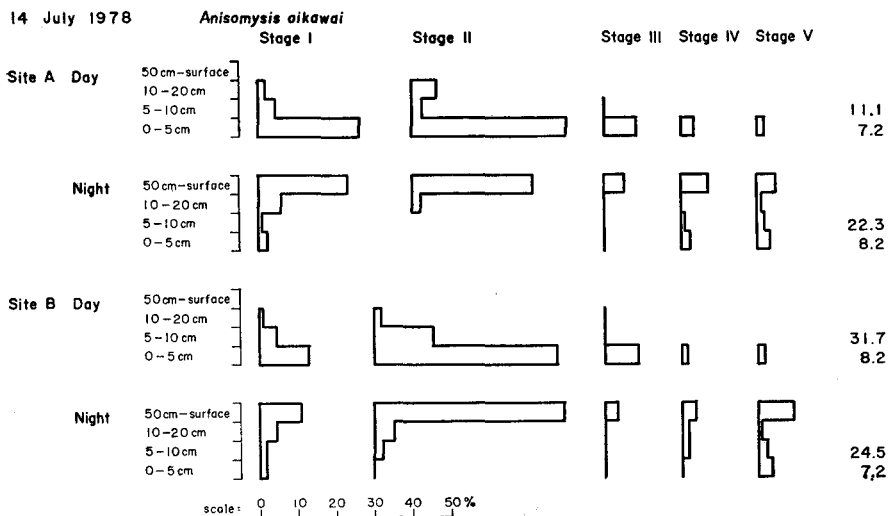 14 July 1978 Anisomysis aikawai
Stage I Stage II Stage III Stage IV Stage V
Site A Day 50cm-surface
10-20cm
5-10cm 11.1
0-5cm 7.2
Night 50cm-surface
10-20cm
5-10cm 22.3
0-5cm 8.2
Site B Day 50cm-surface
10-20cm
5-10cm 31.7
0-5cm 8.2
Night 50cm-surface
10-20cm
5-10cm 24.5
0-5cm 7,2
scale: 0 10 20 30 40 50%